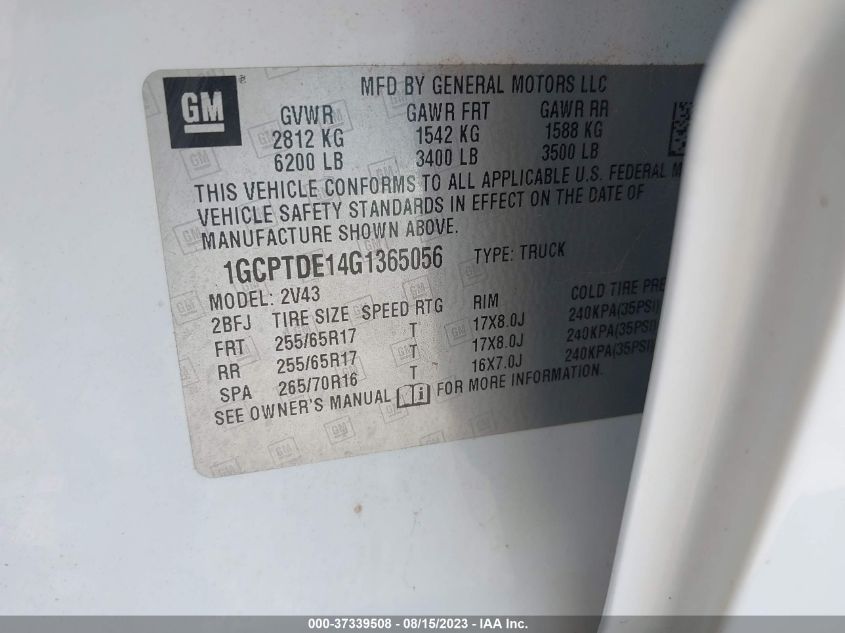 GM
®
MFD BY GENERAL MOTORS LLC
GVWR GAWR FRT GAWR RR
2812 KG 1542 KG 1588 KG
6200 LB 3400 LB 3500 LB
THIS VEHICLE CONFORMS TO ALL APPLICABLE U.S. FEDERAL M
VEHICLE SAFETY STANDARDS IN EFFECT ON THE DATE OF
MANUFACTURE SHOWN ABOVE.
1GCPTDE14G1365056 TYPE: TRUCK
MODEL: 2V43
2BFJ TIRE SIZE SPEED RTG RIM COLD TIRE PRE
FRT 255/65R17 T 17X8.0J 240KPA(35PSI)
RR 255/65R17 T 17X8.0J 240KPA(35PSI)
SPA 265/70R16 T 16X7.0J 240KPA(35PSI)
SEE OWNER'S MANUAL FOR MORE INFORMATION.
000-37339508 - 08/15/2023 - IAA Inc.